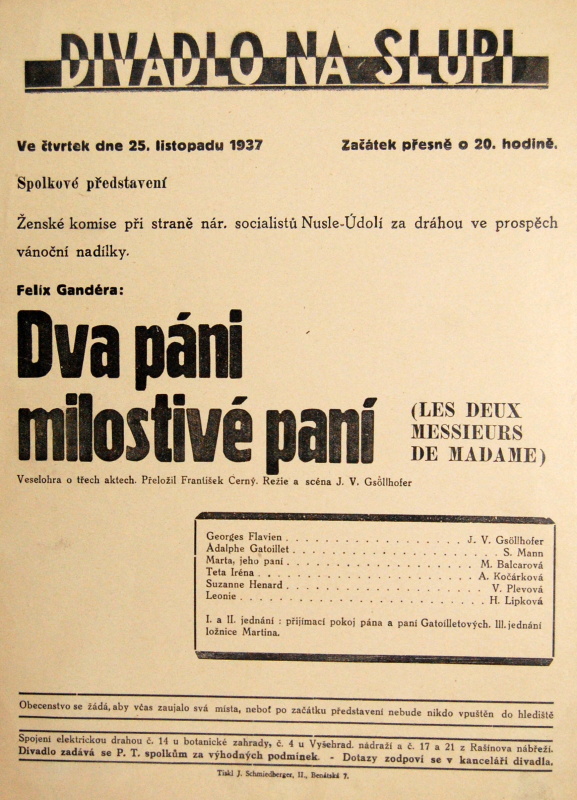 DIVADLO NA SLUPI
Ve čtvrtek dne 25. listopadu 1937 Začátek přesně o 20. hodině.
Spolkové představení
Ženské komise při straně nár. socialistů Nusle-Údolí za dráhou ve prospěch
vánoční nadílky.
Felix Gandéra:
Dva páni
milostivé paní
(LES DEUX
MESSIEURS
DE MADAME)
Veselohra o třech aktech. Přeložil František Černý. Režie a scéna J. V. Gsöllhofer
Georges Flavien . . . . . . . . . . . . . . . . . . J. V. Gsöllhofer
Adalphe Gatoillet . . . . . . . . . . . . . . . . . . S. Mann
Marta, jeho paní . . . . . . . . . . . . . . . . . . M. Balcarová
Teta Iréna . . . . . . . . . . . . . . . . . . A. Kočárková
Suzanne Henard . . . . . . . . . . . . . . . . . . V. Plevová
Leonie . . . . . . . . . . . . . . . . . . H. Lipková
I. a II. jednání : přijímací pokoj pána a paní Gatoilletových. III. jednání
ložnice Martina.
Obecenstvo se žádá, aby včas zaujalo svá místa, neboť po začátku představení nebude nikdo vpuštěn do hlediště
Spojení elektrickou drahou č. 14 u botanické zahrady, č. 4 u Vyšehrad. nádraží a č. 17 a 21 z Rašínova nábřeží.
Divadlo zadává se P. T. spolkům za výhodných podmínek. - Dotazy zodpoví se v kanceláři divadla.
Tiskl J. Schmiedberger, II., Benátská 7.